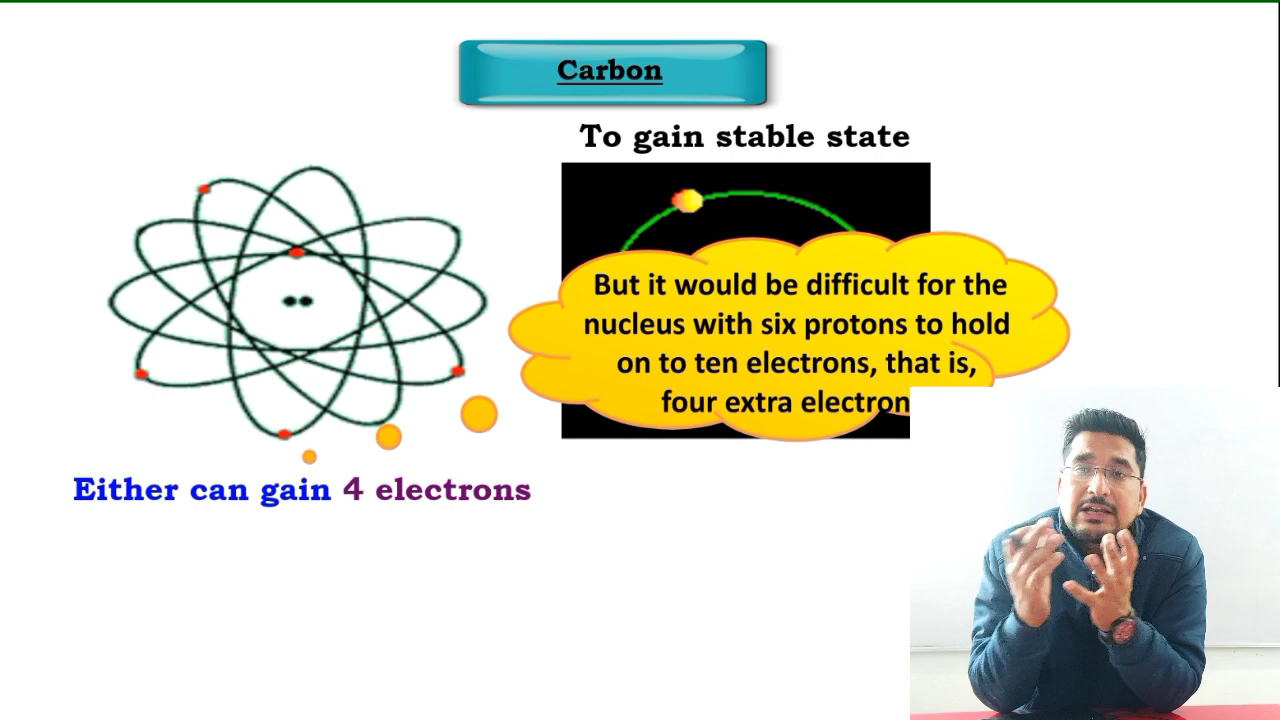 Carbon
To gain stable state
But it would be difficult for the
nucleus with six protons to hold
on to ten electrons, that is,
four extra electron
Either can gain 4 electrons